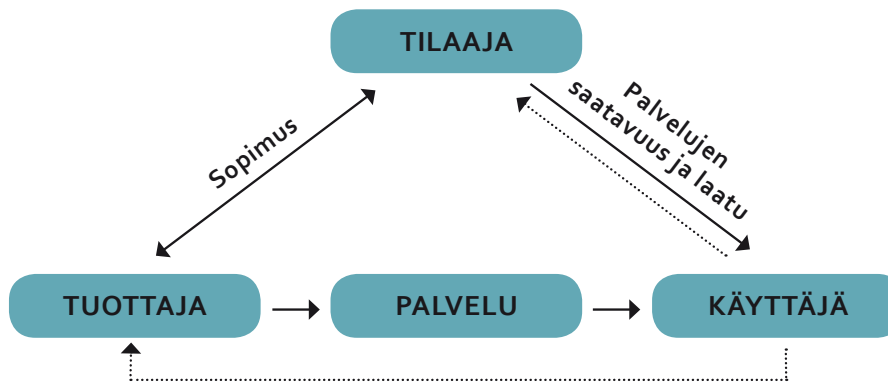 TILAAJA
Sopimus
Palvelujen
saatavuus ja laatu
TUOTTAJA
PALVELU
KÄYTTÄJÄ